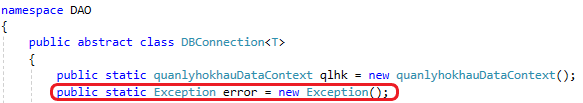 namespace DAO
{
public abstract class DBConnection<T>
{
public static quanlyhokhauDataContext qlhk = new quanlyhokhauDataContext();
public static Exception error = new Exception();